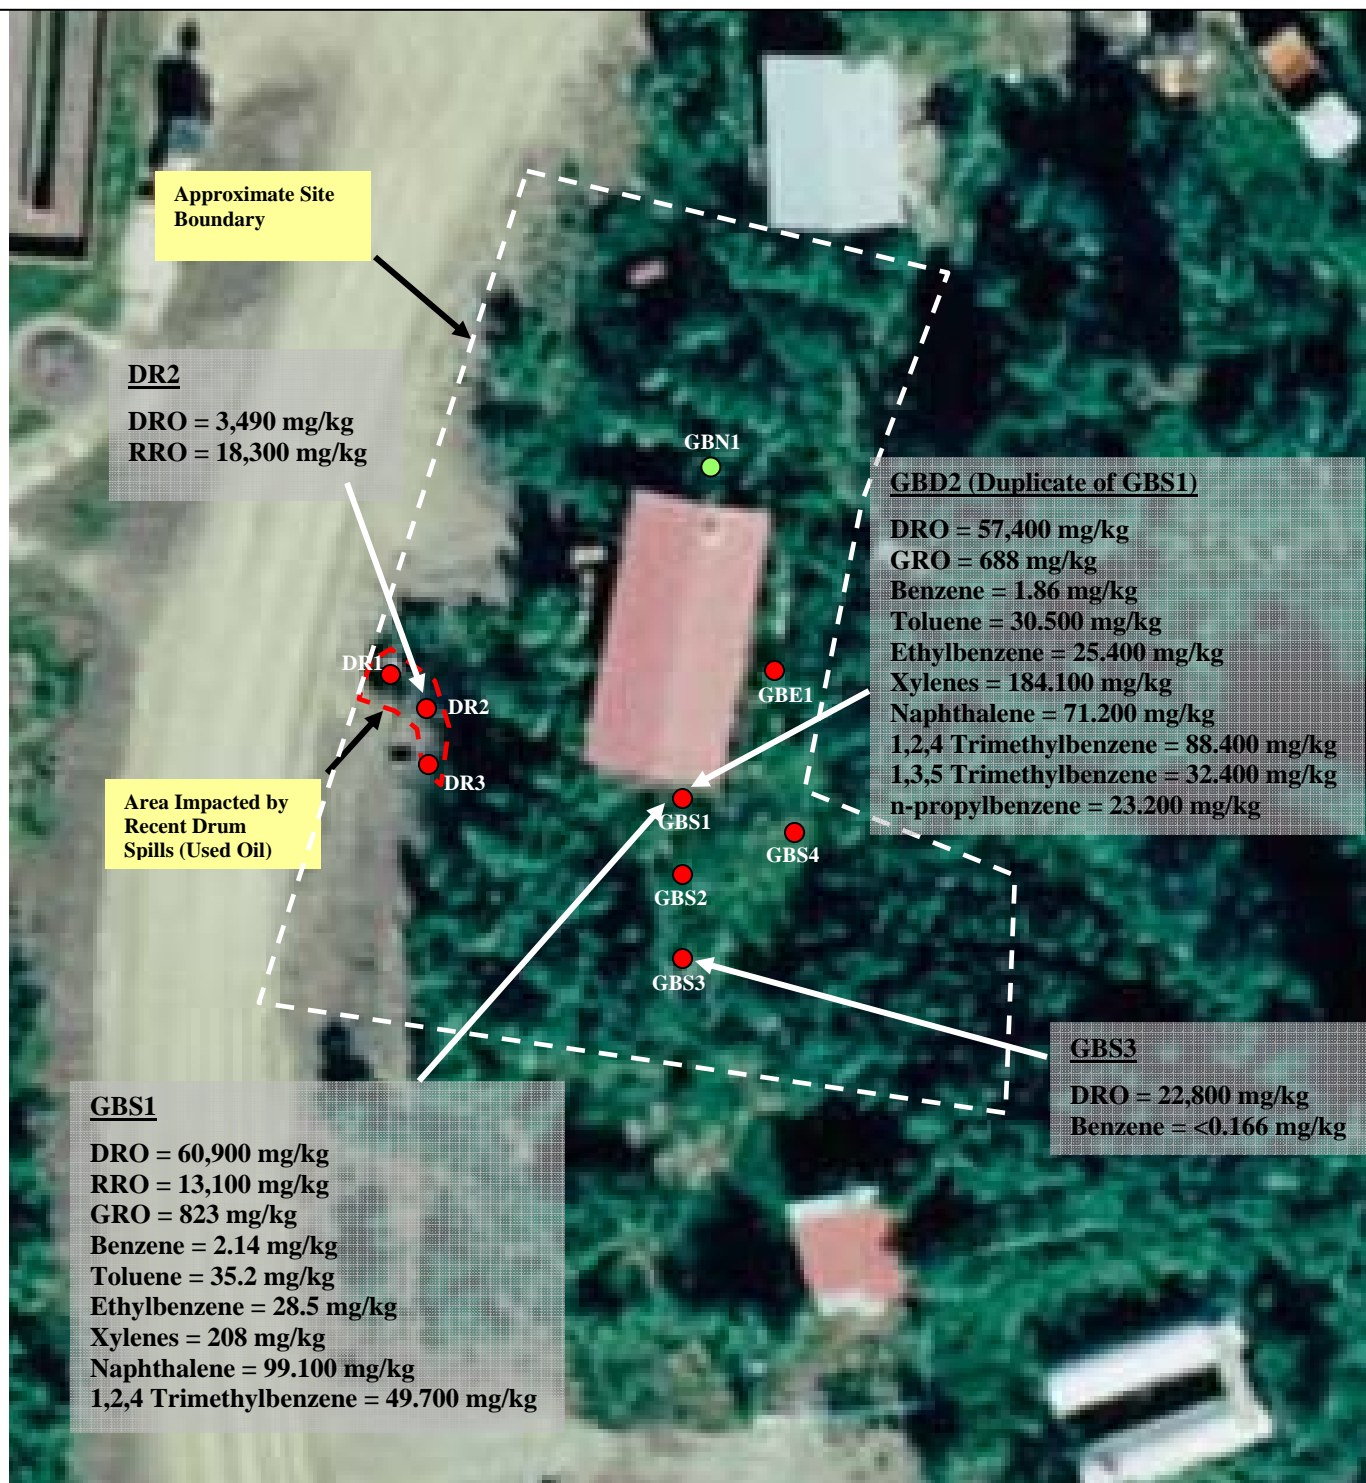 Approximate Site
Boundary
DR2
DRO = 3,490 mg/kg
RRO = 18,300 mg/kg
GBN1
GBD2 (Duplicate of GBS1)
DRO = 57,400 mg/kg
GRO = 688 mg/kg
Benzene = 1.86 mg/kg
Toluene = 30.500 mg/kg
Ethylbenzene = 25.400 mg/kg
Xylenes = 184.100 mg/kg
Naphthalene = 71.200 mg/kg
1,2,4 Trimethylbenzene = 88.400 mg/kg
1,3,5 Trimethylbenzene = 32.400 mg/kg
n-propylbenzene = 23.200 mg/kg
DR1
DR2
DR3
GBE1
Area Impacted by
Recent Drum
Spills (Used Oil)
GBS1
GBS4
GBS2
GBS3
GBS3
DRO = 22,800 mg/kg
Benzene = <0.166 mg/kg
GBS1
DRO = 60,900 mg/kg
RRO = 13,100 mg/kg
GRO = 823 mg/kg
Benzene = 2.14 mg/kg
Toluene = 35.2 mg/kg
Ethylbenzene = 28.5 mg/kg
Xylenes = 208 mg/kg
Naphthalene = 99.100 mg/kg
1,2,4 Trimethylbenzene = 49.700 mg/kg